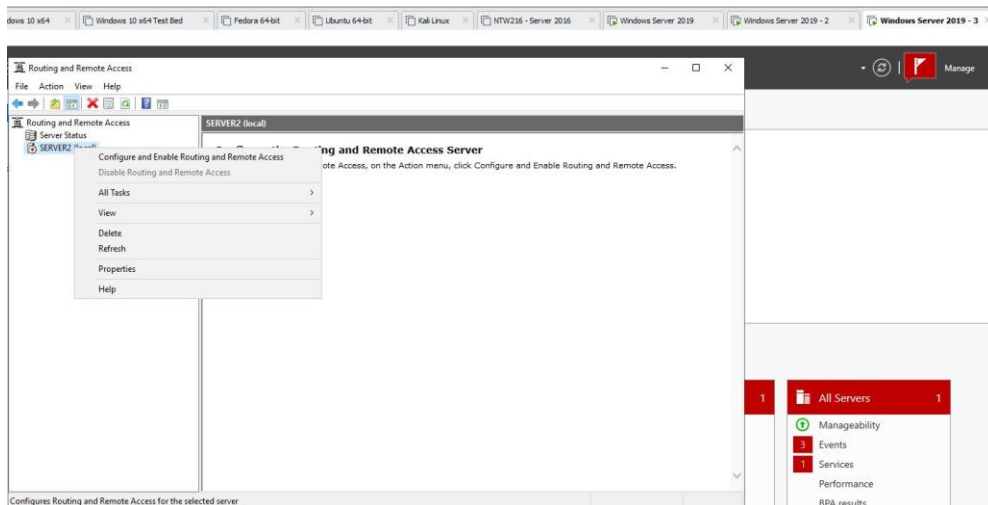 dows 10 x64 Windows 10 x64 Test Bed Fedora 64-bit Ubuntu 64-bit Kali Linux NTW216 - Server 2016 Windows Server 2019 Windows Server 2019 - 2 Windows Server 2019 - 3
Routing and Remote Access
Manage
File Action View Help
Routing and Remote Access
Server Status
SERVER2
SERVER2 (local)
ing and Remote Access Server
ote Access, on the Action menu, click Configure and Enable Routing and Remote Access.
Configure and Enable Routing and Remote Access
Disable Routing and Remote Access
All Tasks
View
Delete
Refresh
Properties
Help
1
All Servers 1
Manageability
3 Events
1 Services
Performance
BPA results
Configures Routing and Remote Access for the selected server